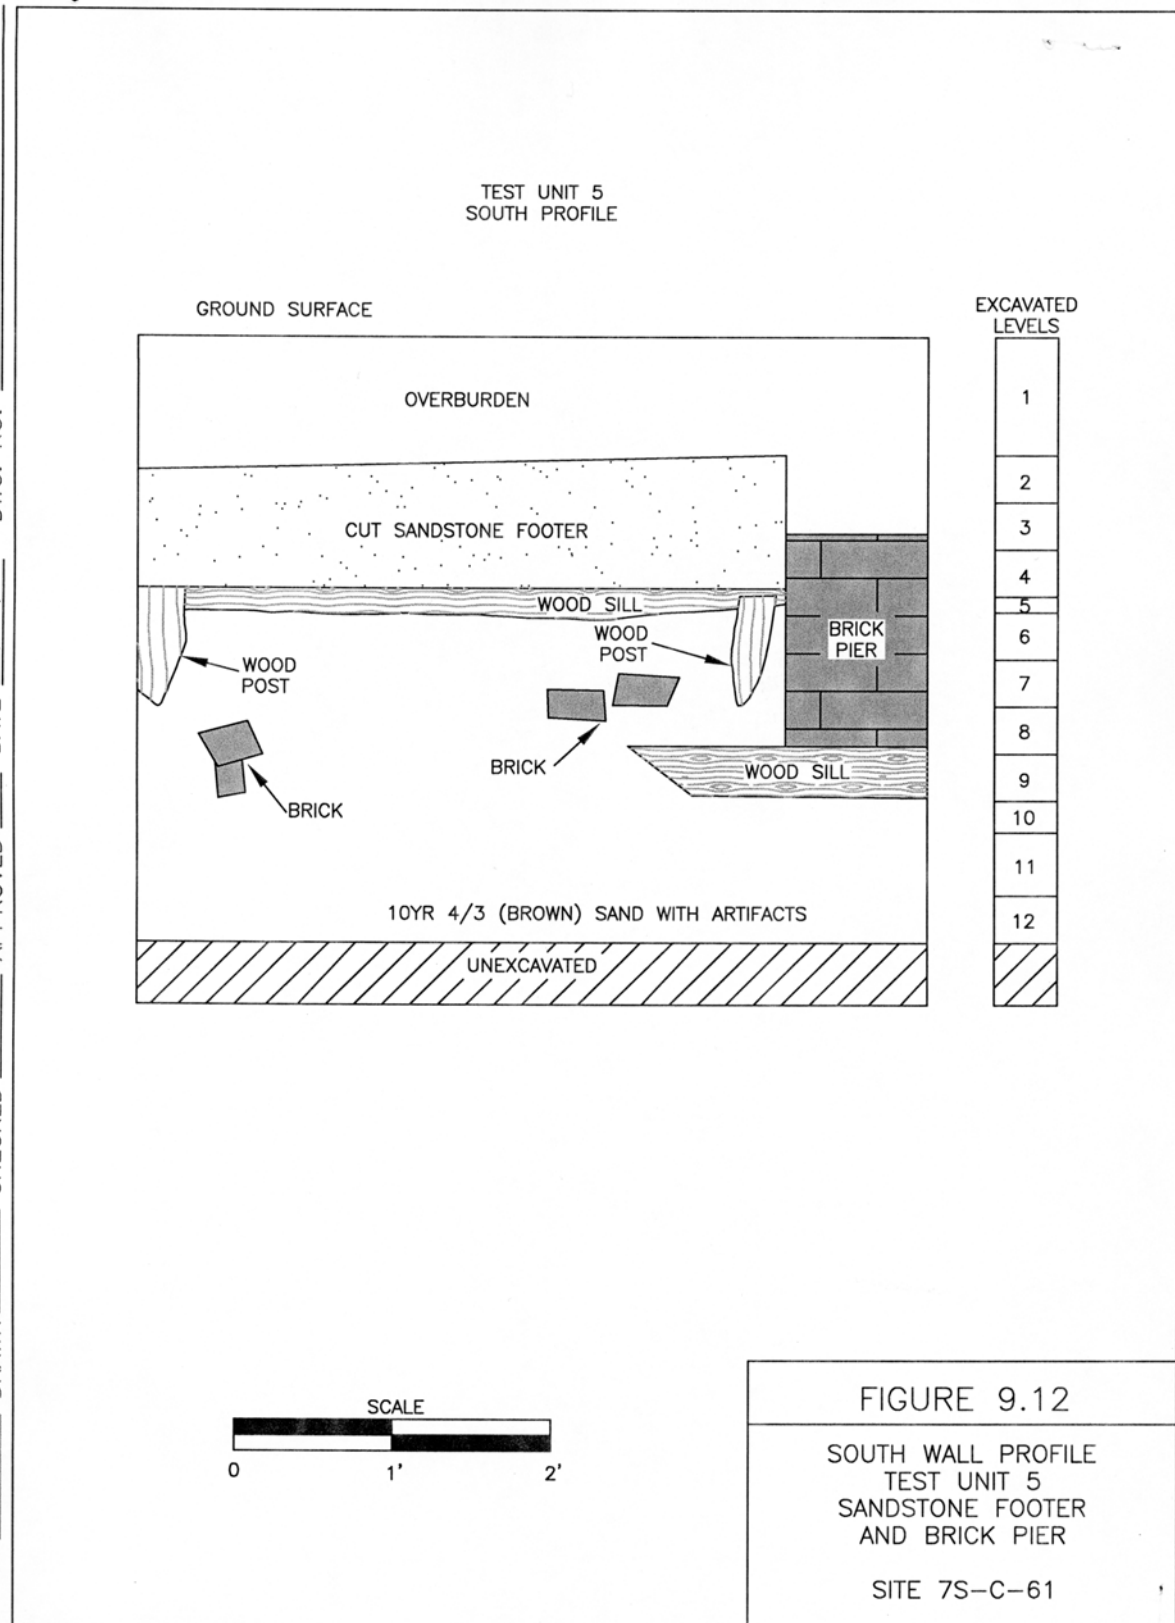 TEST UNIT 5
SOUTH PROFILE
GROUND SURFACE
EXCAVATED
LEVELS
OVERBURDEN
1
2
CUT SANDSTONE FOOTER
3
4
WOOD SILL
5
WOOD
POST
BRICK
PIER
6
WOOD
POST
7
8
BRICK
WOOD SILL
9
BRICK
10
11
10YR 4/3 (BROWN) SAND WITH ARTIFACTS
12
UNEXCAVATED
SCALE
0 1' 2'
FIGURE 9.12
SOUTH WALL PROFILE
TEST UNIT 5
SANDSTONE FOOTER
AND BRICK PIER
SITE 7S-C-61